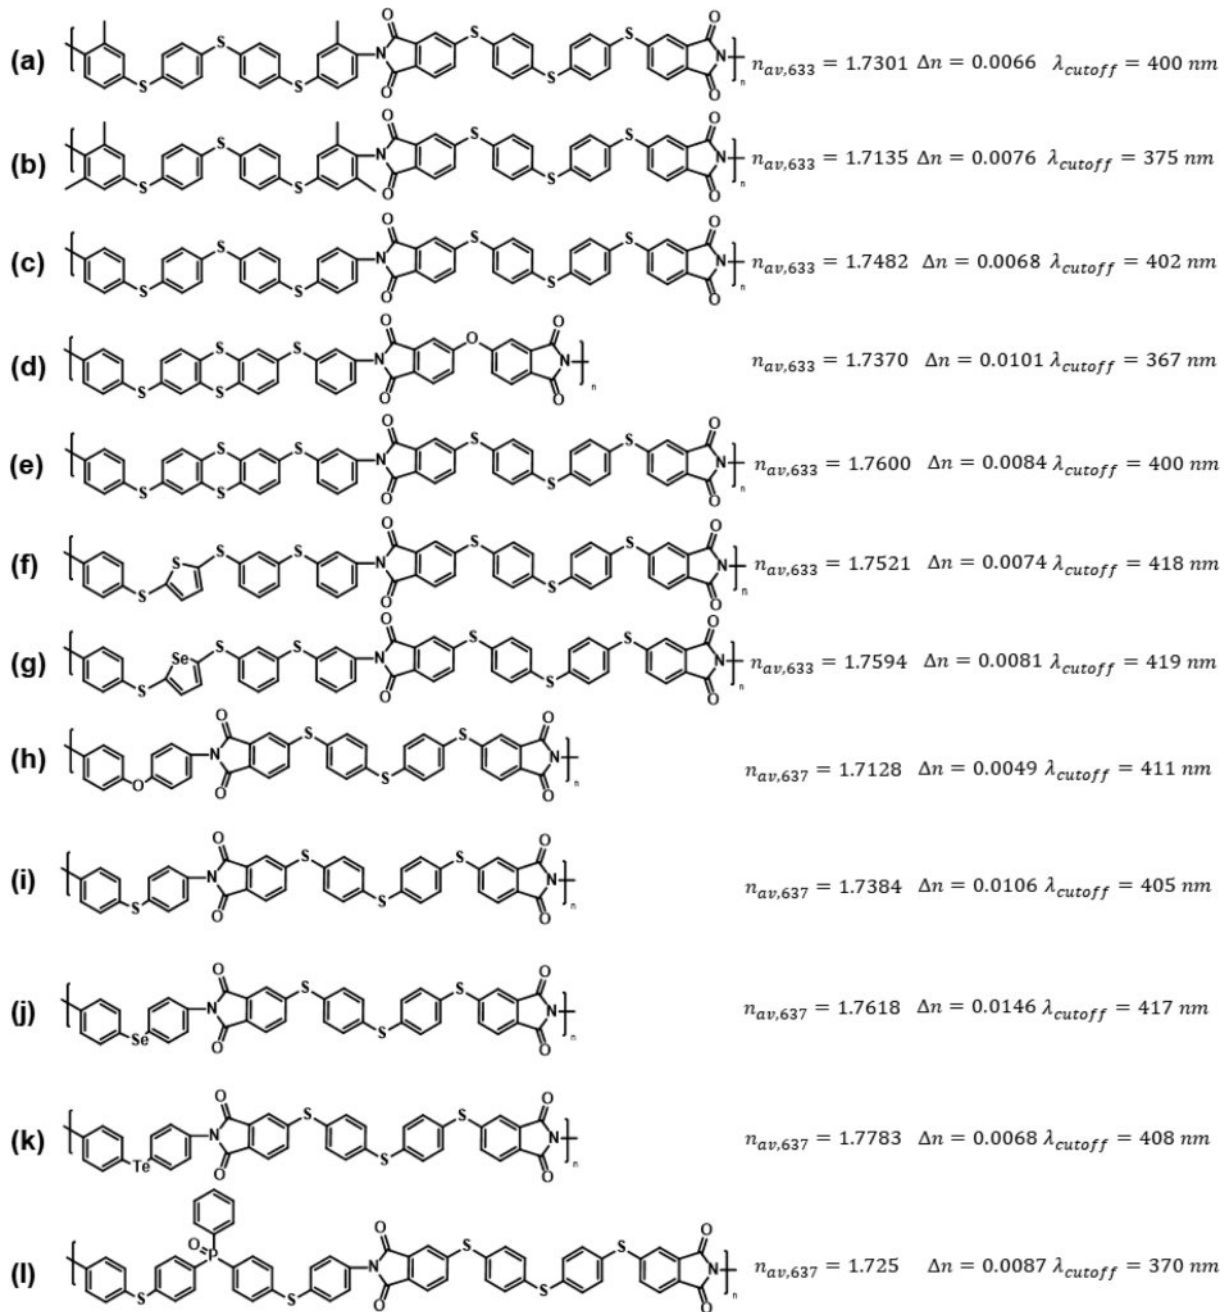 O O
S S S
(a) N N n n_av,633 = 1.7301 Δn = 0.0066 λ_cutoff = 400 nm
S S S
O O
O O
S S S
(b) N N n n_av,633 = 1.7135 Δn = 0.0076 λ_cutoff = 375 nm
S S S
O O
O O
S S S
(c) N N n n_av,633 = 1.7482 Δn = 0.0068 λ_cutoff = 402 nm
S S S
O O
O O O
S S
(d) N N n n_av,633 = 1.7370 Δn = 0.0101 λ_cutoff = 367 nm
S S
O O
O O
S S S S
(e) N N n n_av,633 = 1.7600 Δn = 0.0084 λ_cutoff = 400 nm
S S S
O O
O O
S S S S S
(f) N N n n_av,633 = 1.7521 Δn = 0.0074 λ_cutoff = 418 nm
S S
O O
O O
Se S S S S
(g) N N n n_av,633 = 1.7594 Δn = 0.0081 λ_cutoff = 419 nm
S S
O O
O O
S S
(h) N N n n_av,637 = 1.7128 Δn = 0.0049 λ_cutoff = 411 nm
O S
O O
O O
S S
(i) N N n n_av,637 = 1.7384 Δn = 0.0106 λ_cutoff = 405 nm
S S
O O
O O
S S
(j) N N n n_av,637 = 1.7618 Δn = 0.0146 λ_cutoff = 417 nm
Se S
O O
O O
S S
(k) N N n n_av,637 = 1.7783 Δn = 0.0068 λ_cutoff = 408 nm
Te S
O O
O O
O P S S
(l) N N n n_av,637 = 1.725 Δn = 0.0087 λ_cutoff = 370 nm
S S S
O O